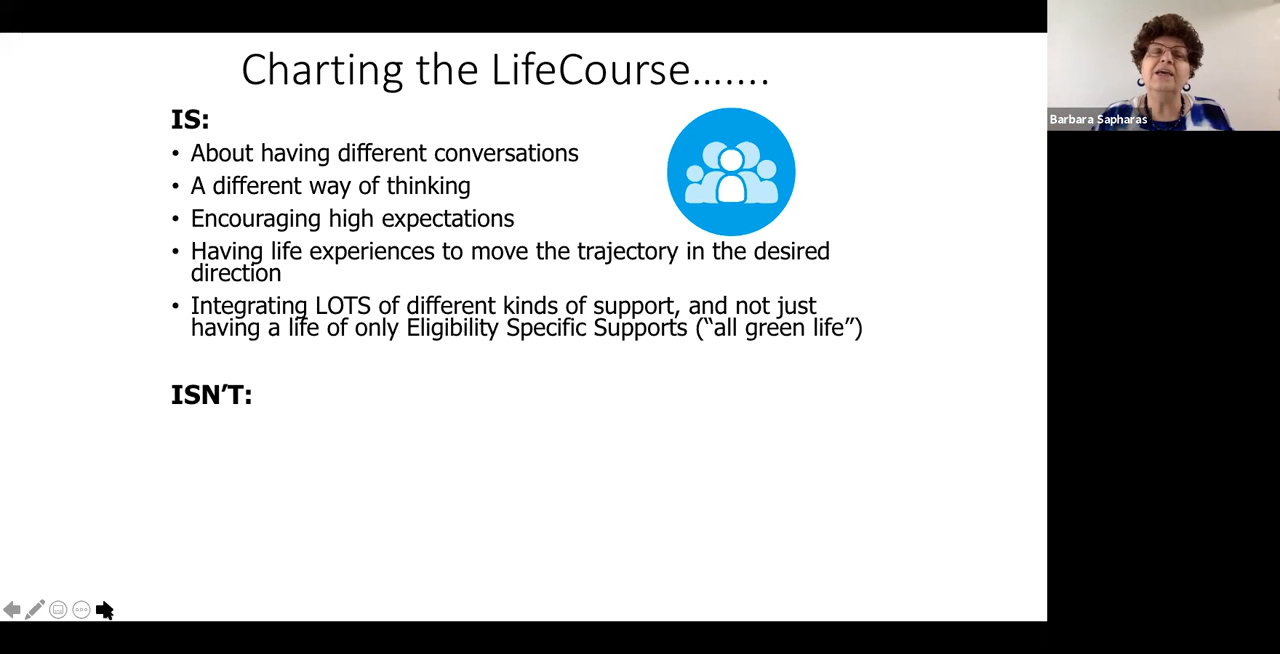 Charting the LifeCourse.......
Barbara Sapharas
IS:
• About having different conversations
• A different way of thinking
• Encouraging high expectations
• Having life experiences to move the trajectory in the desired
direction
• Integrating LOTS of different kinds of support, and not just
having a life of only Eligibility Specific Supports (“all green life”)
ISN’T: